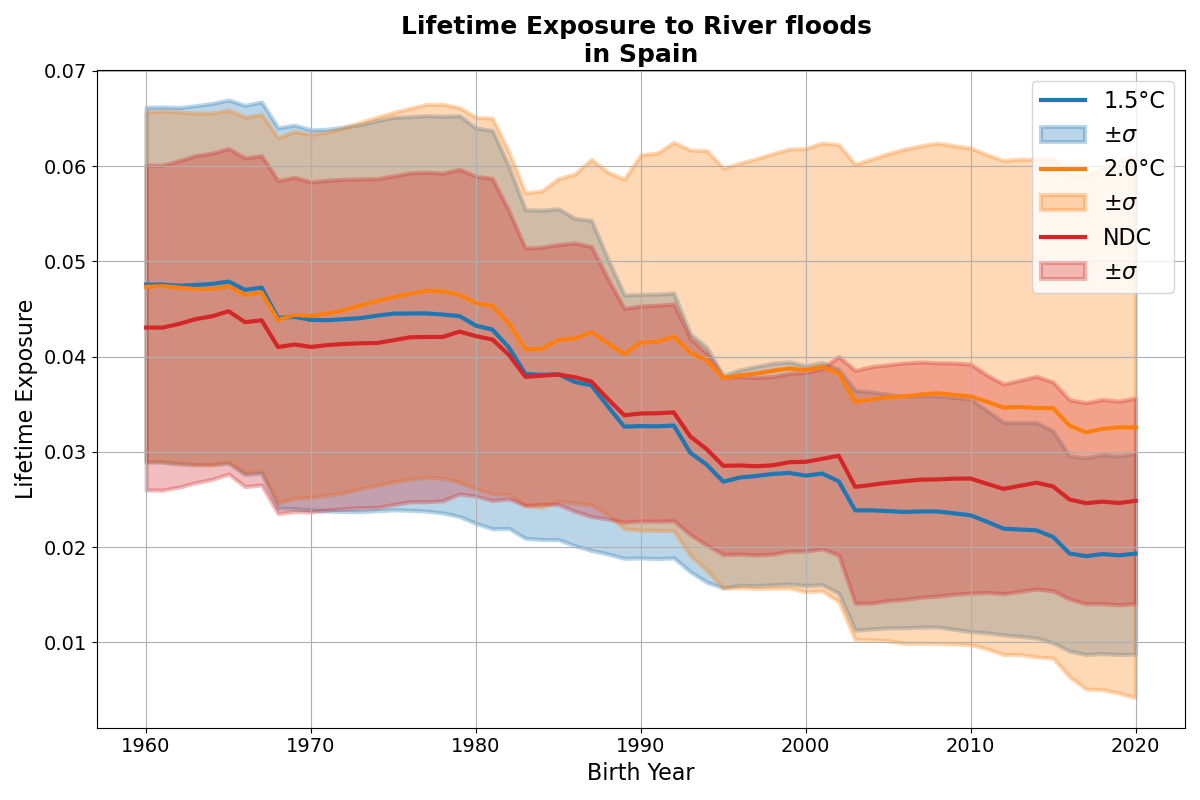 Lifetime Exposure to River floods
in Spain
Lifetime Exposure
0.07
0.06
0.05
0.04
0.03
0.02
0.01
1960
1970
1980
1990
2000
2010
2020
Birth Year
1.5°C
±σ
2.0°C
±σ
NDC
±σ